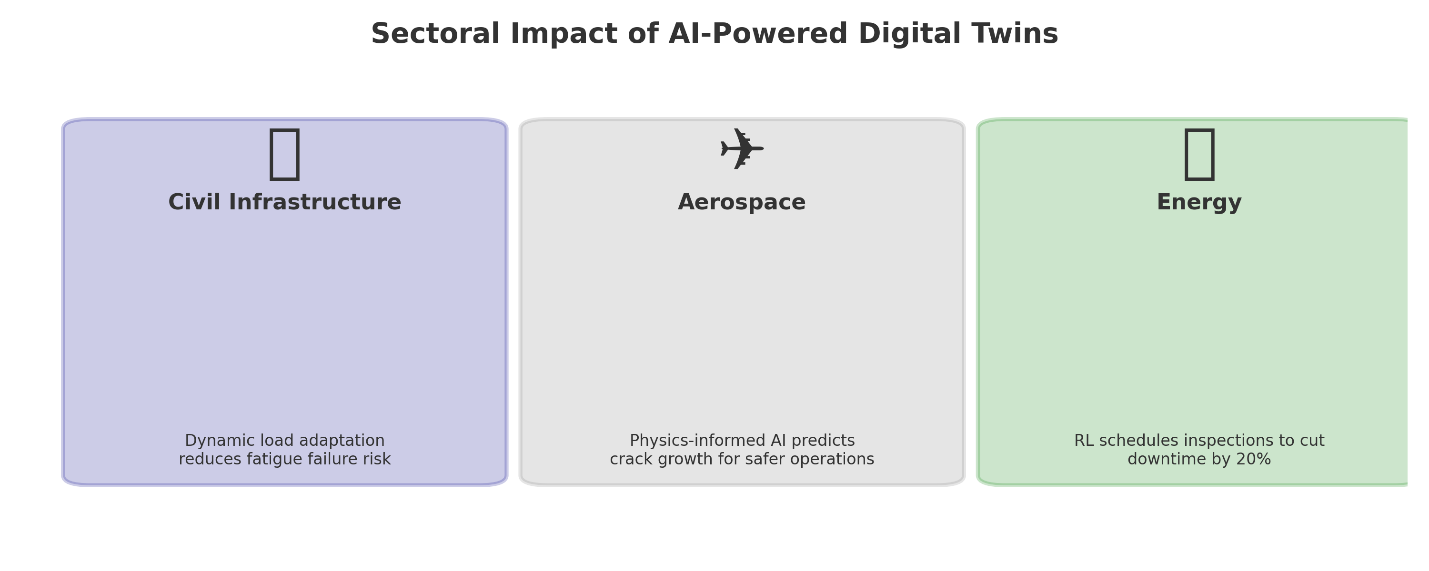 Sectoral Impact of AI-Powered Digital Twins
Civil Infrastructure
Dynamic load adaptation
reduces fatigue failure risk
✈
Aerospace
Physics-informed AI predicts
crack growth for safer operations
Energy
RL schedules inspections to cut
downtime by 20%